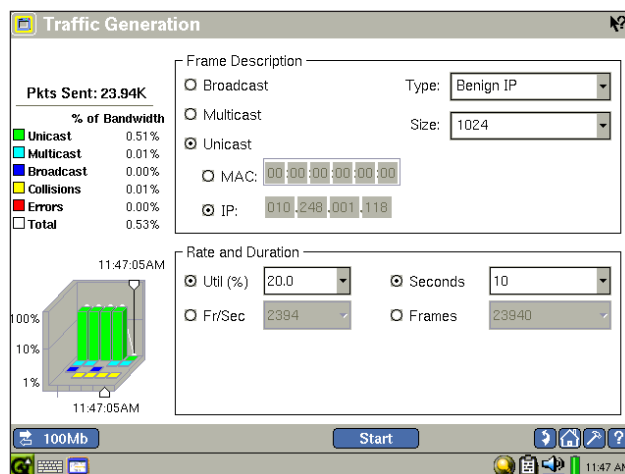 Traffic Generation
Pkts Sent: 23.94K
% of Bandwidth
Unicast 0.51%
Multicast 0.01%
Broadcast 0.00%
Collisions 0.01%
Errors 0.00%
Total 0.53%
11:47:05AM
100%
10%
1%
11:47:05AM
Frame Description
Broadcast
Multicast
Unicast
MAC: 00:00:00:00:00:00
IP: 010.248.001.118
Type: Benign IP
Size: 1024
Rate and Duration
Util (%) 20.0 Seconds 10
Fr/Sec 2394 Frames 23940
100Mb Start ?
11:47 AM